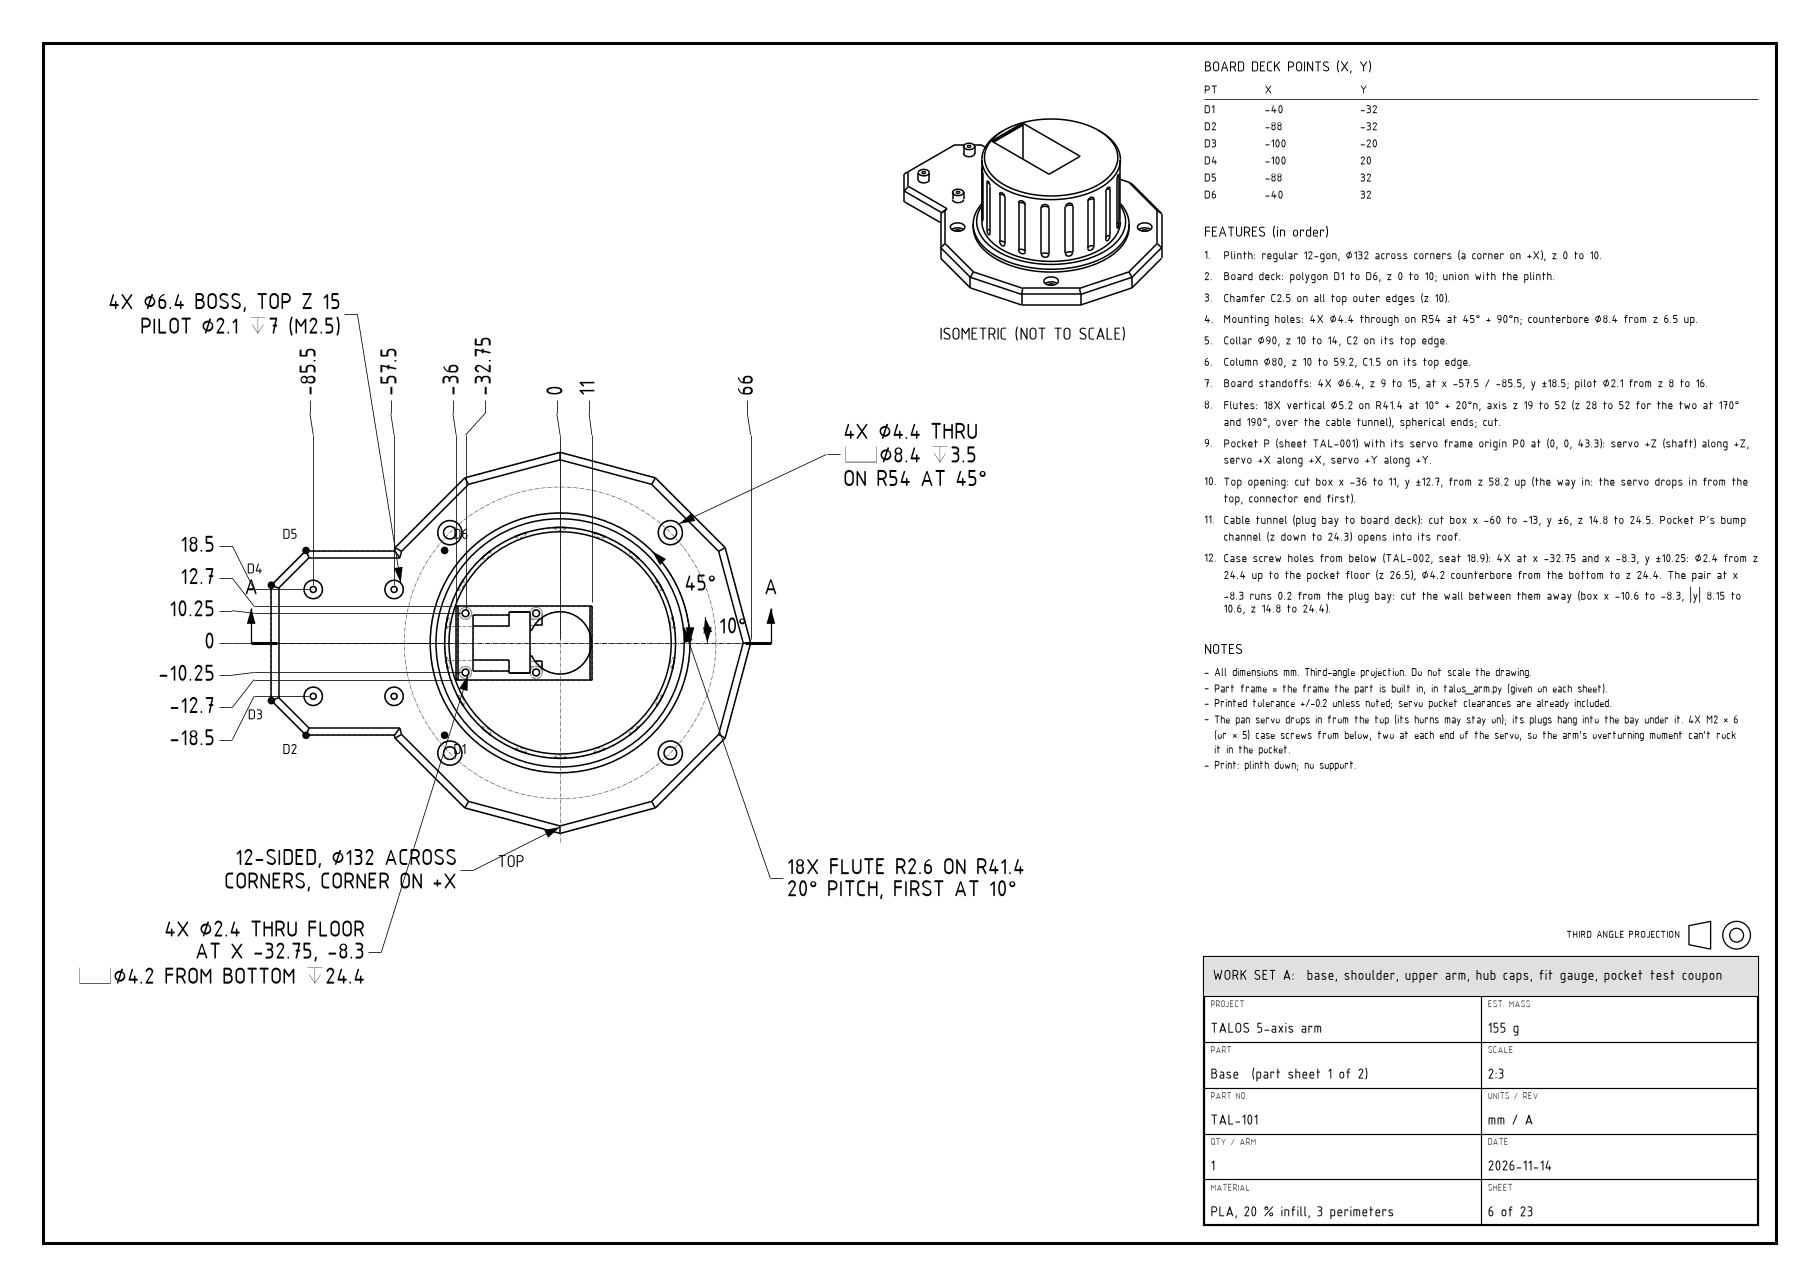 BOARD DECK POINTS (X, Y)
PT X Y
D1 -40 -32
D2 -88 -32
D3 -100 -20
D4 -100 20
D5 -88 32
D6 -40 32
FEATURES (in order)
1. Plinth: regular 12-gon, Ø132 across corners (a corner on +X), z 0 to 10.
2. Board deck: polygon D1 to D6, z 0 to 10; union with the plinth.
3. Chamfer C2.5 on all top outer edges (z 10).
4. Mounting holes: 4X Ø4.4 through on R54 at 45° + 90°n; counterbore Ø8.4 from z 6.5 up.
5. Collar Ø90, z 10 to 14, C2 on its top edge.
6. Column Ø80, z 10 to 59.2, C1.5 on its top edge.
7. Board standoffs: 4X Ø6.4, z 9 to 15, at x -57.5 / -85.5, y ±18.5; pilot Ø2.1 from z 8 to 16.
8. Flutes: 18X vertical Ø5.2 on R41.4 at 10° + 20°n, axis z 19 to 52 (z 28 to 52 for the two at 170°
and 190°, over the cable tunnel), spherical ends; cut.
9. Pocket P (sheet TAL-001) with its servo frame origin P0 at (0, 0, 43.3): servo +Z (shaft) along +Z,
servo +X along +X, servo +Y along +Y.
10. Top opening: cut box x -36 to 11, y ±12.7, from z 58.2 up (the way in: the servo drops in from the
top, connector end first).
11. Cable tunnel (plug bay to board deck): cut box x -60 to -13, y ±6, z 14.8 to 24.5. Pocket P's bump
channel (z down to 24.3) opens into its roof.
12. Case screw holes from below (TAL-002, seat 18.9): 4X at x -32.75 and x -8.3, y ±10.25: Ø2.4 from z
24.4 up to the pocket floor (z 26.5), Ø4.2 counterbore from the bottom to z 24.4. The pair at x
-8.3 runs 0.2 from the plug bay: cut the wall between them away (box x -10.6 to -8.3, |y| 8.15 to
10.6, z 14.8 to 24.4).
NOTES
- All dimensions mm. Third-angle projection. Do not scale the drawing.
- Part frame = the frame the part is built in, in talos_arm.py (given on each sheet).
- Printed tolerance +/-0.2 unless noted; servo pocket clearances are already included.
- The pan servo drops in from the top (its horns may stay on); its plugs hang into the bay under it. 4X M2 × 6
(or × 5) case screws from below, two at each end of the servo, so the arm's overturning moment can't rock
it in the pocket.
- Print: plinth down; no support.
ISOMETRIC (NOT TO SCALE)
4X Ø6.4 BOSS, TOP Z 15
PILOT Ø2.1 ↧7 (M2.5)
-85.5
-57.5
-36
-32.75
0
11
66
4X Ø4.4 THRU
⌴Ø8.4 ↧3.5
ON R54 AT 45°
18.5
12.7
10.25
0
-10.25
-12.7
-18.5
D5
D4
D3
D2
D6
D1
A
A
45°
10°
12-SIDED, Ø132 ACROSS
CORNERS, CORNER ON +X
TOP
18X FLUTE R2.6 ON R41.4
20° PITCH, FIRST AT 10°
4X Ø2.4 THRU FLOOR
AT X -32.75, -8.3
⌴Ø4.2 FROM BOTTOM ↧24.4
THIRD ANGLE PROJECTION
WORK SET A: base, shoulder, upper arm, hub caps, fit gauge, pocket test coupon
PROJECT
TALOS 5-axis arm
EST. MASS
155 g
PART
Base (part sheet 1 of 2)
SCALE
2:3
PART NO.
TAL-101
UNITS / REV
mm / A
QTY / ARM
1
DATE
2026-11-14
MATERIAL
PLA, 20 % infill, 3 perimeters
SHEET
6 of 23